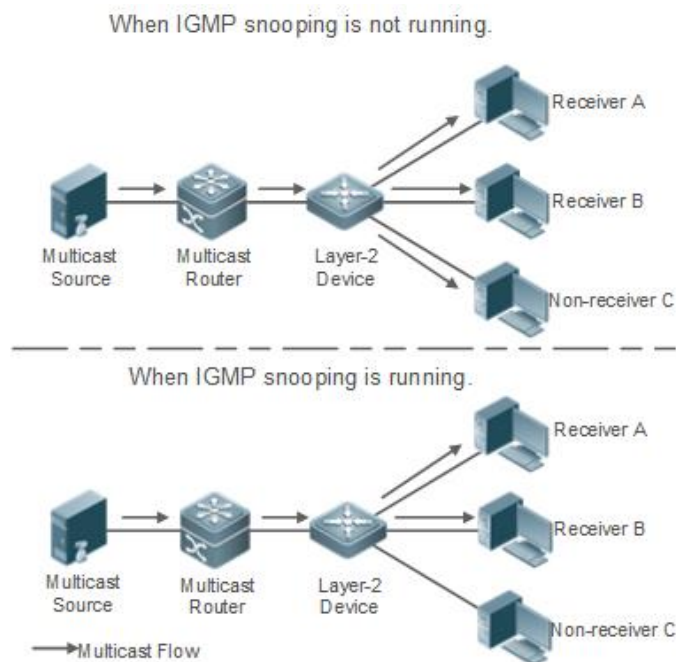 When IGMP snooping is not running.
Receiver A
Receiver B
Multicast
Source
Multicast
Router
Layer-2
Device
Non-receiver C
When IGMP snooping is running.
Receiver A
Receiver B
Multicast
Source
Multicast
Router
Layer-2
Device
Non-receiver C
Multicast Flow